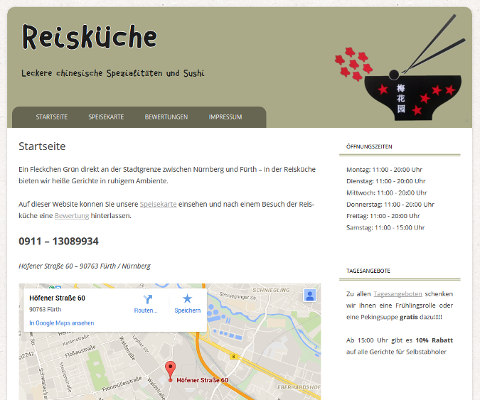 Reisküche
Leckere chinesische Spezialitäten und Sushi
梅
花
园
STARTSEITE SPEISEKARTE BEWERTUNGEN IMPRESSUM
Startseite
Ein Fleckchen Grün direkt an der Stadtgrenze zwischen Nürnberg und Fürth – In der Reisküche
bieten wir heiße Gerichte in ruhigem Ambiente.
Auf dieser Website können Sie unsere Speisekarte einsehen und nach einem Besuch der Reis-
küche eine Bewertung hinterlassen.
0911 – 13089934
Höfener Straße 60 – 90763 Fürth / Nürnberg
Höfener Straße 60
90763 Fürth
Routen... Speichern
In Google Maps ansehen
SCHNIEGLING
Höfener Straße 60
EBERHARDSHOF
ÖFFNUNGSZEITEN
Montag: 11:00 - 20:00 Uhr
Dienstag: 11:00 - 20:00 Uhr
Mittwoch: 11:00 - 20:00 Uhr
Donnerstag: 11:00 - 20:00 Uhr
Freitag: 11:00 - 20:00 Uhr
Samstag: 11:00 - 15:00 Uhr
TAGESANGEBOTE
Zu allen Tagesangeboten schenken
wir Ihnen eine Frühlingsrolle oder
eine Pekingsuppe gratis dazu!!!!
Ab 15:00 Uhr gibt es 10% Rabatt
auf alle Gerichte für Selbstabholer